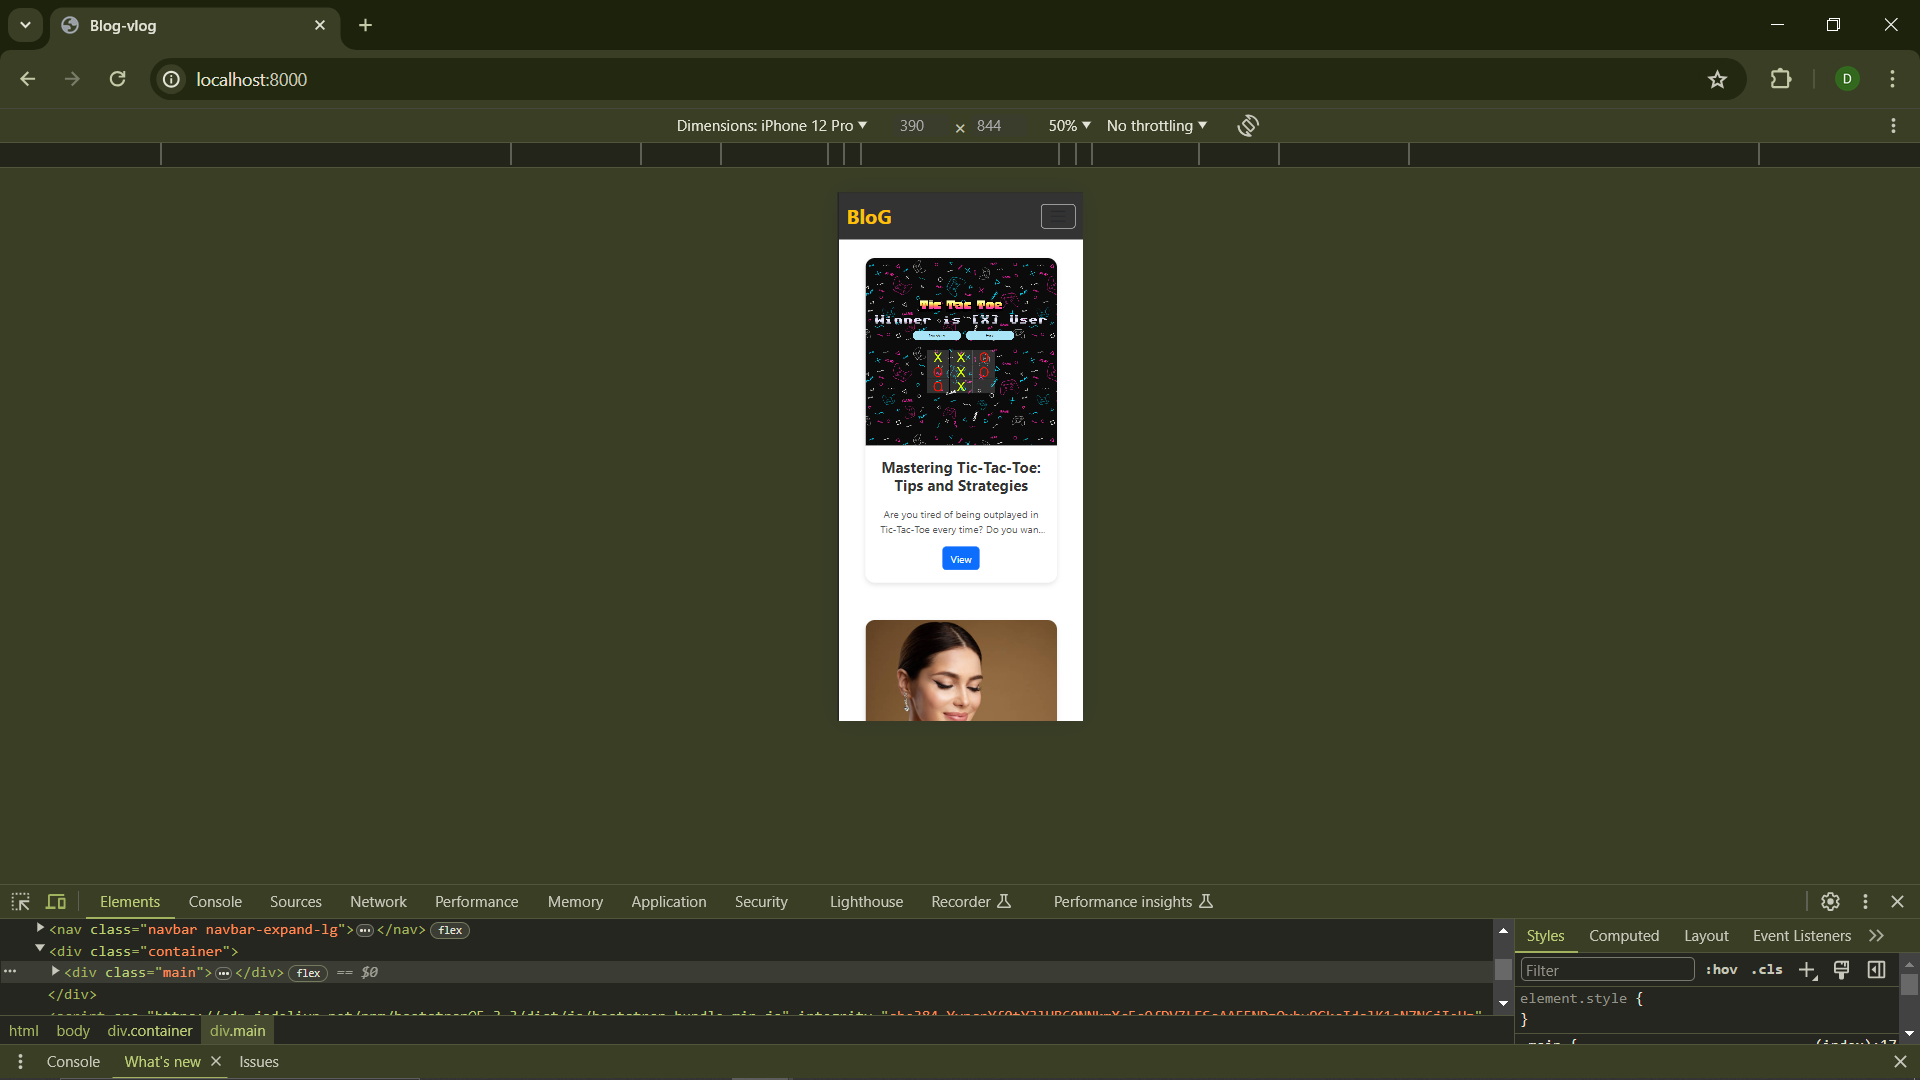 Blog-vlog
localhost:8000
D
Dimensions: iPhone 12 Pro 390 × 844 50% No throttling
BloG
Tic Tac Toe
Winner is [X] User
X X O
O X O
O X
Mastering Tic-Tac-Toe:
Tips and Strategies
Are you tired of being outplayed in
Tic-Tac-Toe every time? Do you wan...
View
Elements Console Sources Network Performance Memory Application Security Lighthouse Recorder Performance insights
<nav class="navbar navbar-expand-lg">…</nav> flex
<div class="container">
<div class="main">…</div> flex == $0
</div>
html body div.container div.main
Styles Computed Layout Event Listeners
Filter :hov .cls
element.style {
}
Console What's new Issues